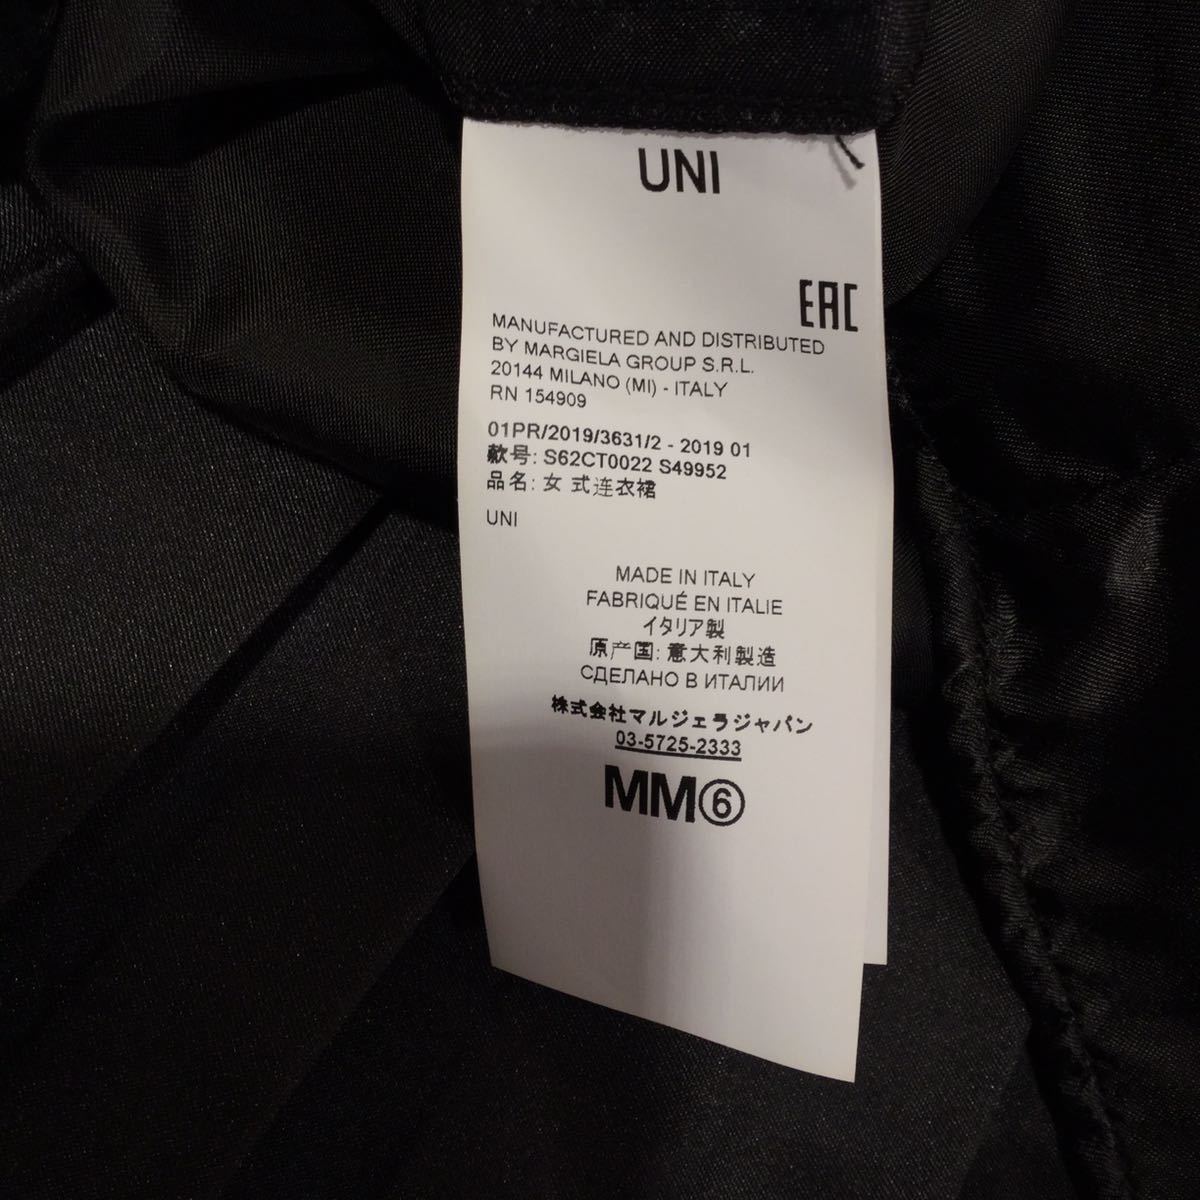 UNI
EAC
MANUFACTURED AND DISTRIBUTED
BY MARGIELA GROUP S.R.L.
20144 MILANO (MI) - ITALY
RN 154909
01PR/2019/3631/2 - 2019 01
款号: S62CT0022 S49952
品名: 女 式连衣裙
UNI
MADE IN ITALY
FABRIQUÉ EN ITALIE
イタリア製
原产国: 意大利製造
СДЕЛАНО В ИТАЛИИ
株式会社マルジェラジャパン
03-5725-2333
MM⑥